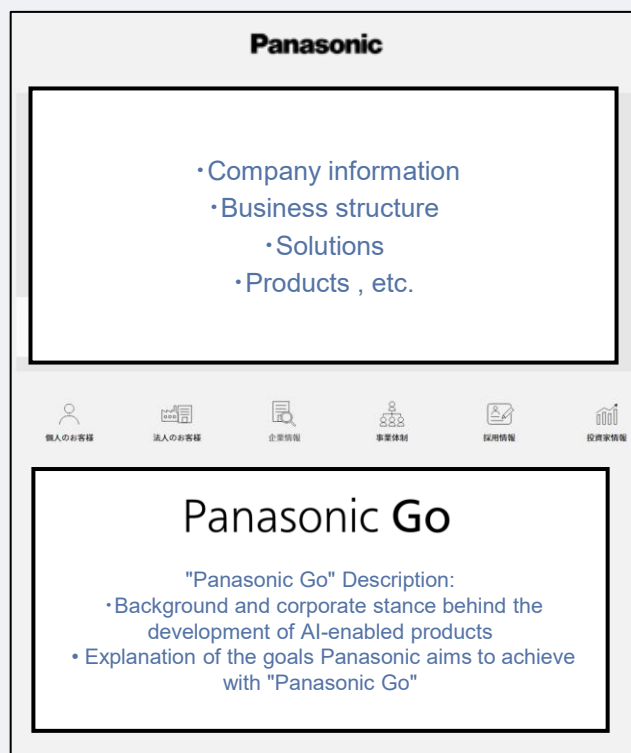 Panasonic
・Company information
・Business structure
・Solutions
・Products , etc.
個人のお客様
法人のお客様
企業情報
事業体制
採用情報
投資家情報
Panasonic Go
"Panasonic Go" Description:
・Background and corporate stance behind the
development of AI-enabled products
• Explanation of the goals Panasonic aims to achieve
with "Panasonic Go"